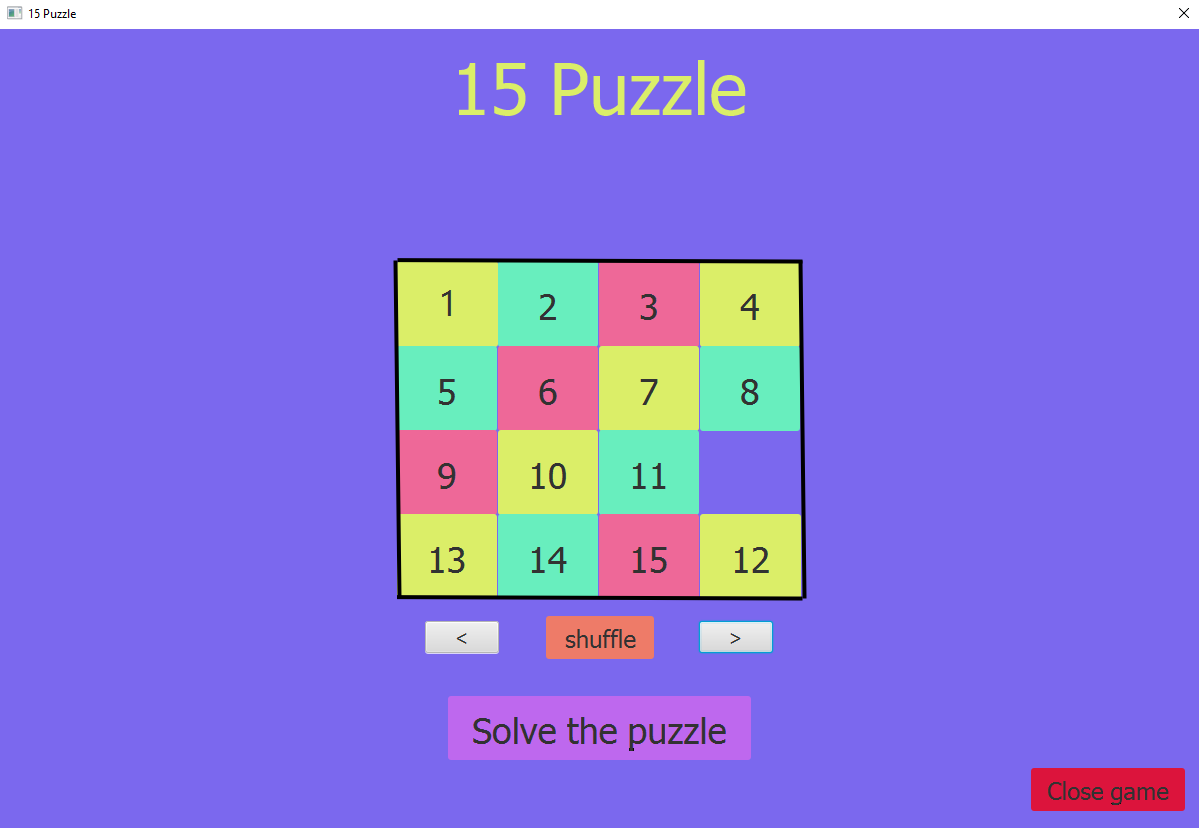 15 Puzzle
15 Puzzle
1 2 3 4
5 6 7 8
9 10 11
13 14 15 12
< shuffle >
Solve the puzzle
Close game